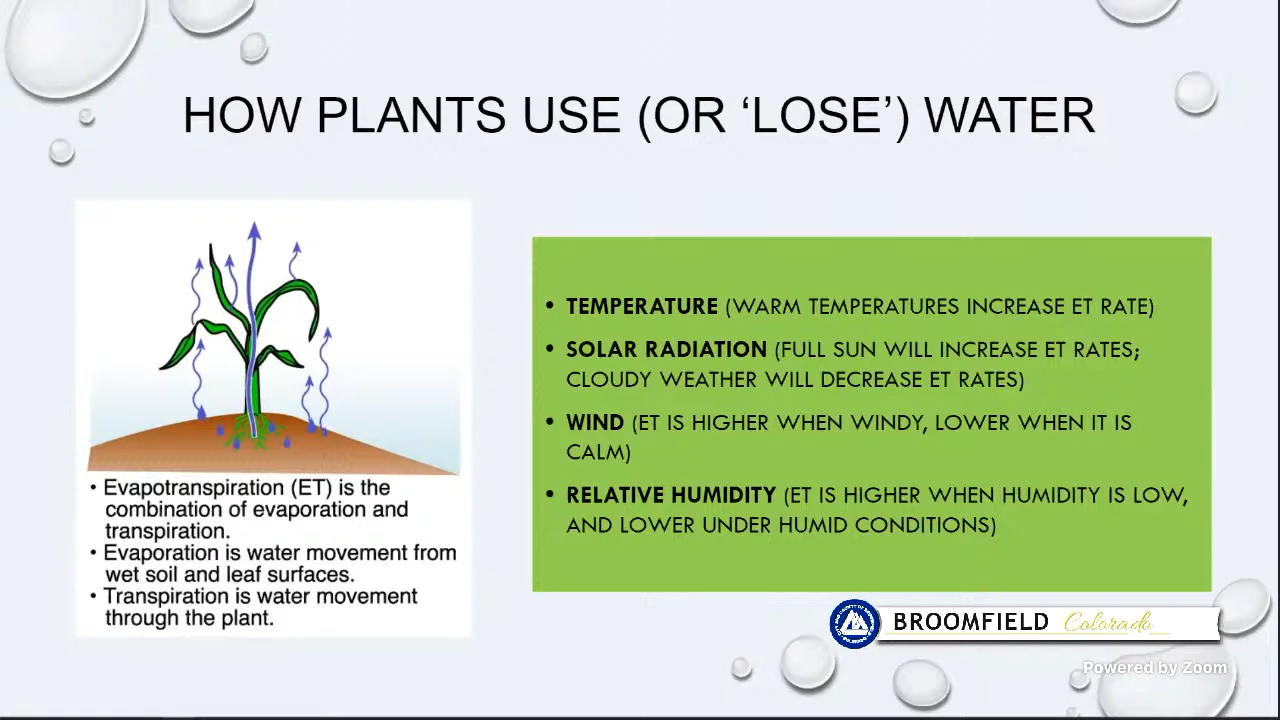 HOW PLANTS USE (OR ‘LOSE’) WATER
• Evapotranspiration (ET) is the
combination of evaporation and
transpiration.
• Evaporation is water movement from
wet soil and leaf surfaces.
• Transpiration is water movement
through the plant.
• TEMPERATURE (WARM TEMPERATURES INCREASE ET RATE)
• SOLAR RADIATION (FULL SUN WILL INCREASE ET RATES;
CLOUDY WEATHER WILL DECREASE ET RATES)
• WIND (ET IS HIGHER WHEN WINDY, LOWER WHEN IT IS
CALM)
• RELATIVE HUMIDITY (ET IS HIGHER WHEN HUMIDITY IS LOW,
AND LOWER UNDER HUMID CONDITIONS)
BROOMFIELD Colorado
Powered by Zoom